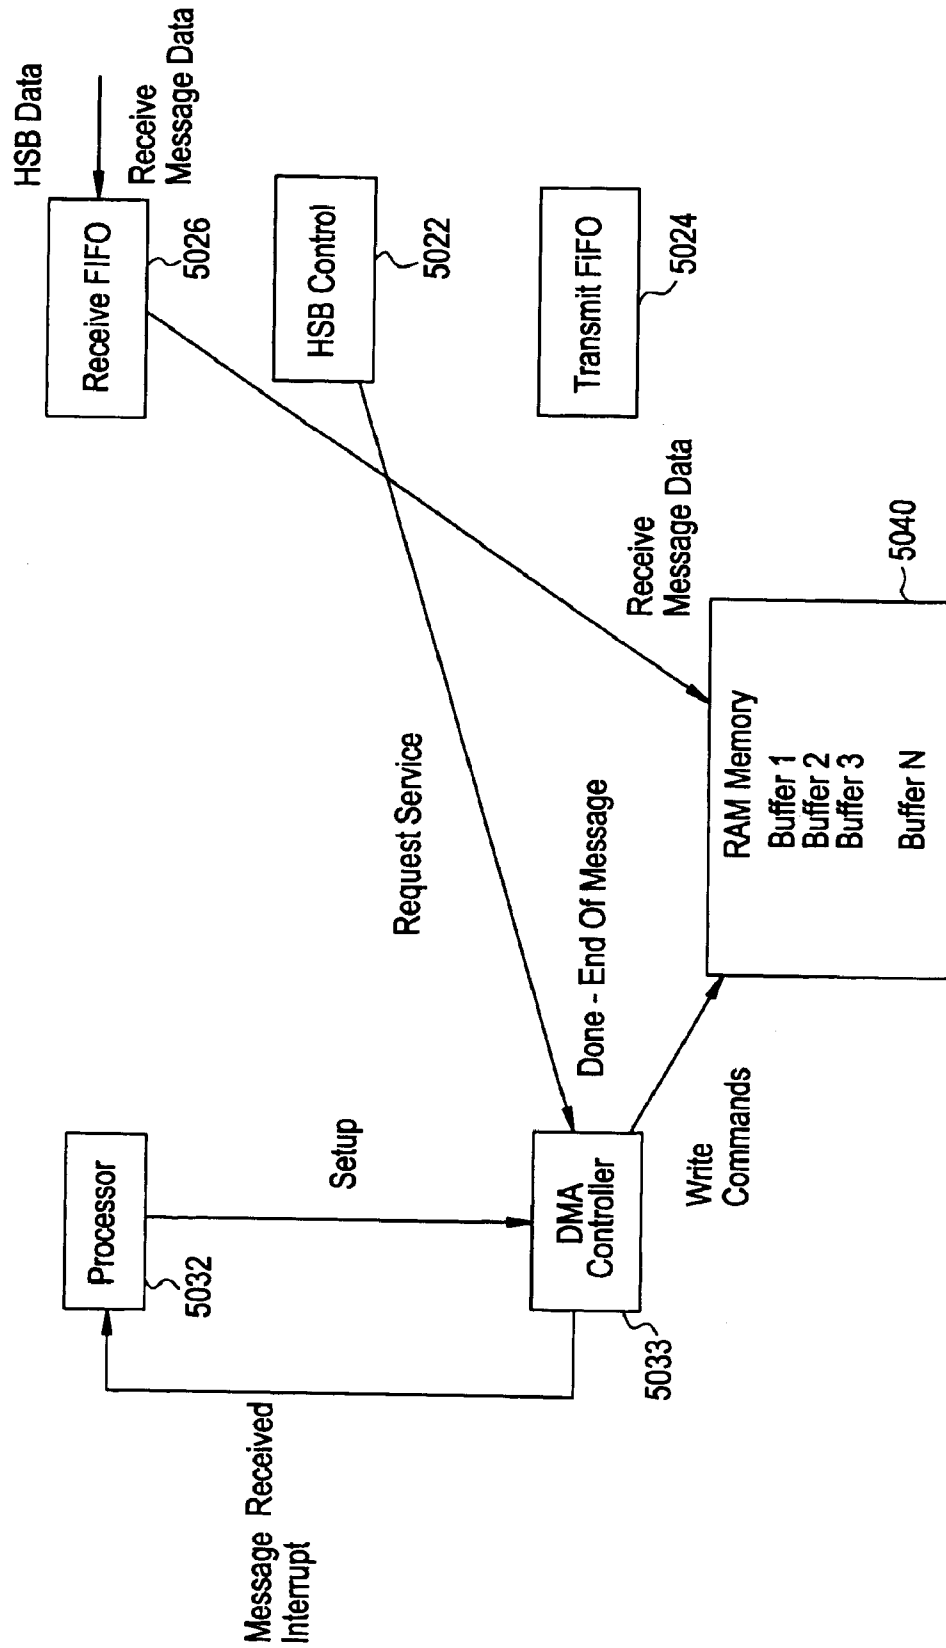 HSB Data
Receive
Message Data
Receive FIFO
5026
HSB Control
5022
Transmit FIFO
5024
Receive
Message Data
5040
RAM Memory
Buffer 1
Buffer 2
Buffer 3
Buffer N
Request Service
Done - End Of Message
Write
Commands
Setup
Processor
5032
DMA
Controller
5033
Message Received
Interrupt